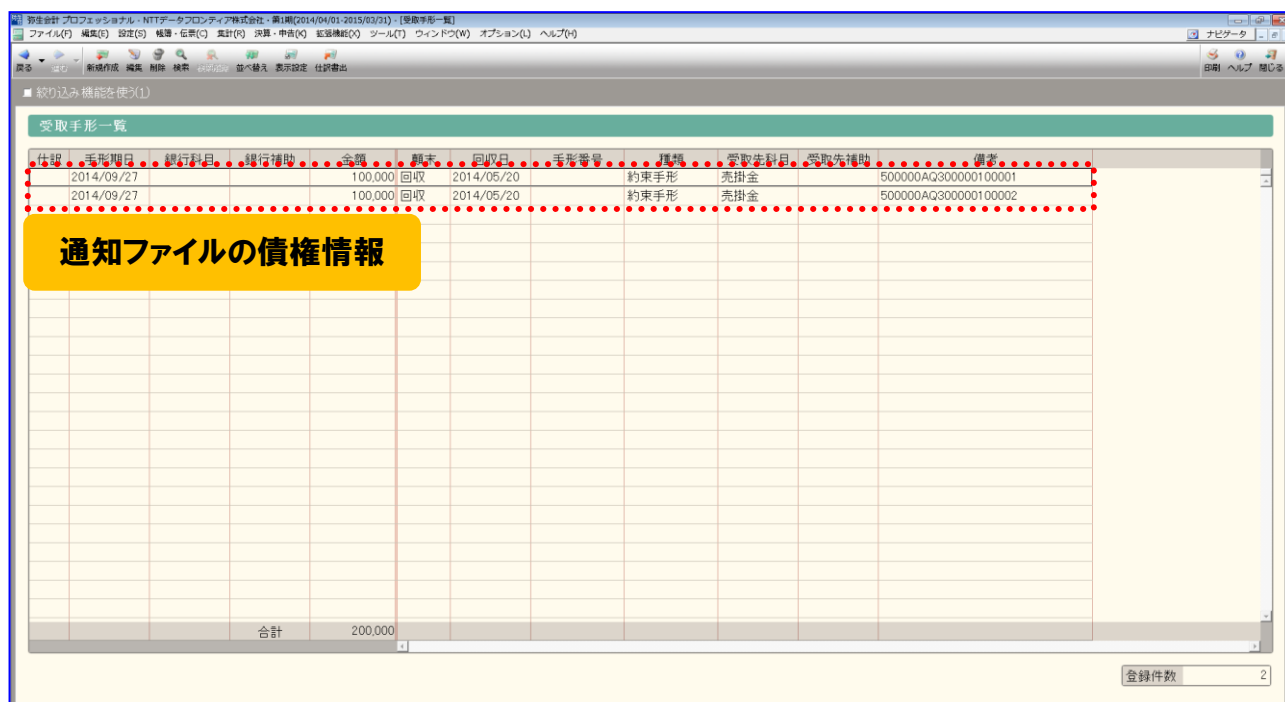 弥生会計 プロフェッショナル - NTTデータフロンティア株式会社 - 第1期(2014/04/01-2015/03/31) - [受取手形一覧]
ファイル(F) 編集(E) 設定(S) 帳簿・伝票(C) 集計(R) 決算・申告(K) 拡張機能(X) ツール(T) ウィンドウ(W) オプション(L) ヘルプ(H) ナビゲータ
戻る 新規作成 編集 削除 検索 並べ替え 表示設定 仕訳書出 印刷 ヘルプ 閉じる
絞り込み機能を使う(1)
受取手形一覧
仕訳 手形期日 銀行科目 銀行補助 金額 顛末 回収日 手形番号 種類 受取先科目 受取先補助 備考
2014/09/27 100,000 回収 2014/05/20 約束手形 売掛金 500000AQ300000100001
2014/09/27 100,000 回収 2014/05/20 約束手形 売掛金 500000AQ300000100002
通知ファイルの債権情報
合計 200,000
登録件数 2